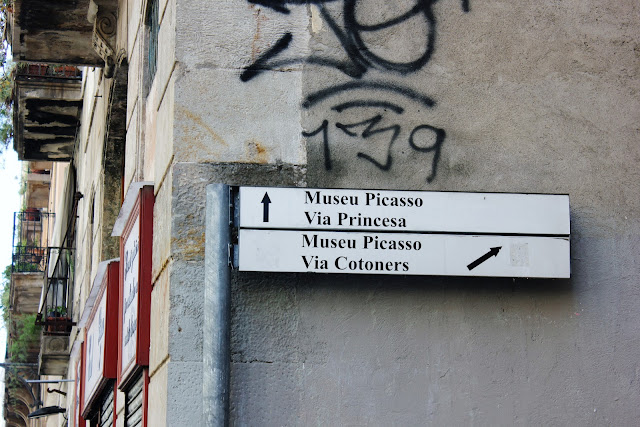 139
Museu Picasso
Via Princesa
Museu Picasso
Via Cotoners